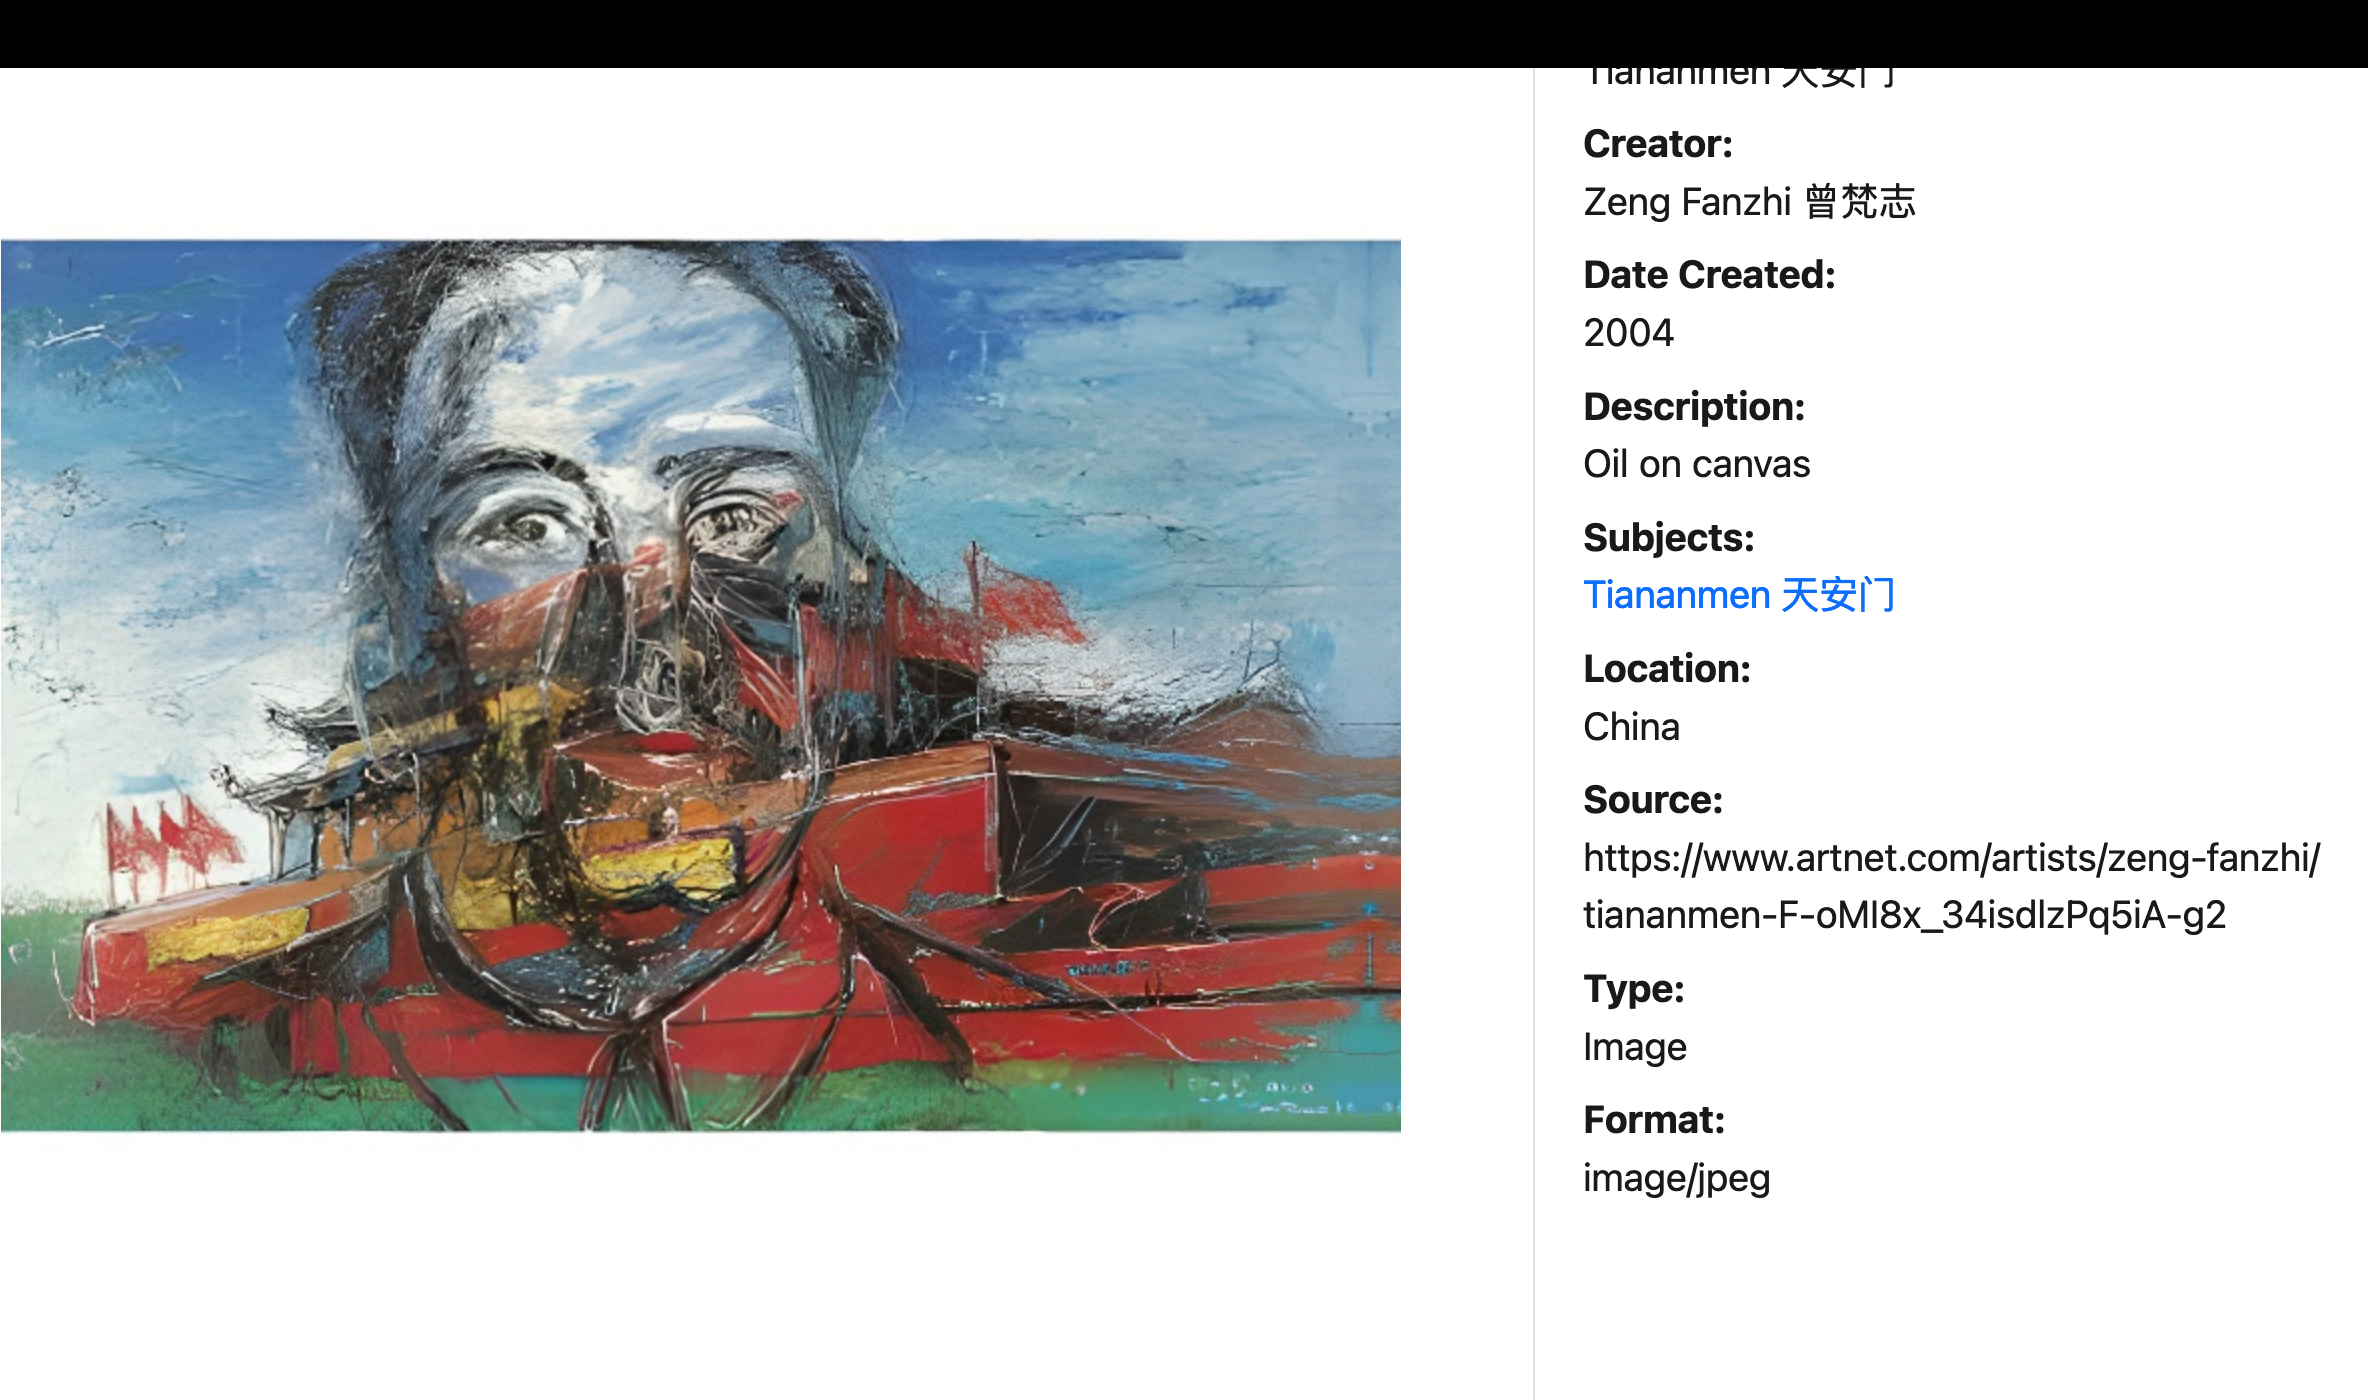 Tiananmen 天安门
Creator:
Zeng Fanzhi 曾梵志
Date Created:
2004
Description:
Oil on canvas
Subjects:
Tiananmen 天安门
Location:
China
Source:
https://www.artnet.com/artists/zeng-fanzhi/
tiananmen-F-oMI8x_34isdlzPq5iA-g2
Type:
Image
Format:
image/jpeg